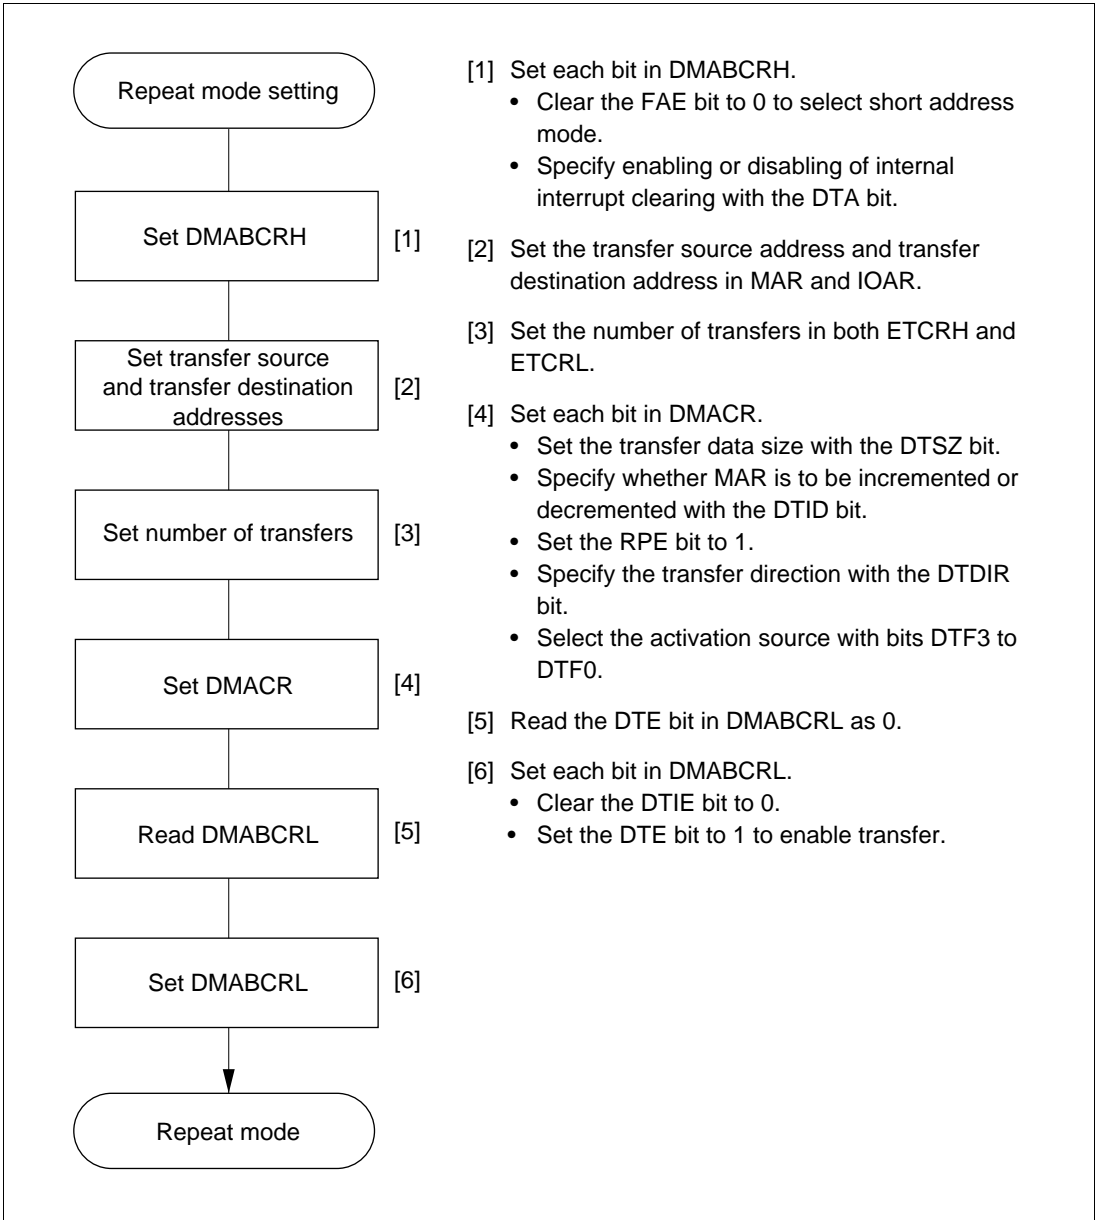 Repeat mode setting
Set DMABCRH
[1]
Set transfer source
and transfer destination
addresses
[2]
Set number of transfers
[3]
Set DMACR
[4]
Read DMABCRL
[5]
Set DMABCRL
[6]
Repeat mode
[1] Set each bit in DMABCRH.
• Clear the FAE bit to 0 to select short address
mode.
• Specify enabling or disabling of internal
interrupt clearing with the DTA bit.
[2] Set the transfer source address and transfer
destination address in MAR and IOAR.
[3] Set the number of transfers in both ETCRH and
ETCRL.
[4] Set each bit in DMACR.
• Set the transfer data size with the DTSZ bit.
• Specify whether MAR is to be incremented or
decremented with the DTID bit.
• Set the RPE bit to 1.
• Specify the transfer direction with the DTDIR
bit.
• Select the activation source with bits DTF3 to
DTF0.
[5] Read the DTE bit in DMABCRL as 0.
[6] Set each bit in DMABCRL.
• Clear the DTIE bit to 0.
• Set the DTE bit to 1 to enable transfer.